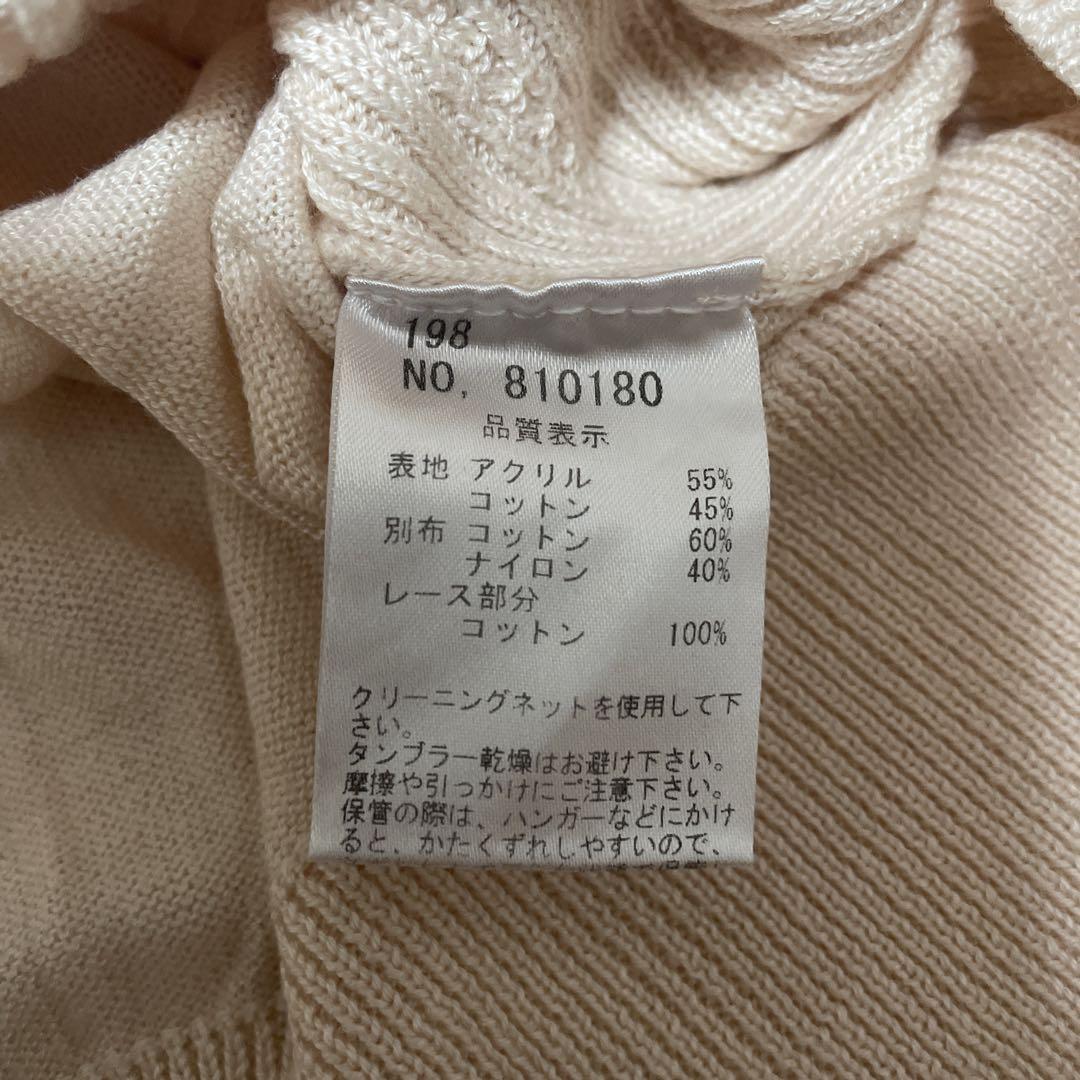 198
NO. 810180
品質表示
表地 アクリル 55%
コットン 45%
別布 コットン 60%
ナイロン 40%
レース部分
コットン 100%
クリーニングネットを使用して下
さい。
タンブラー乾燥はお避け下さい。
摩擦や引っかけにご注意下さい。
保管の際は、ハンガーなどにかけ
ると、かたくずれしやすいので、